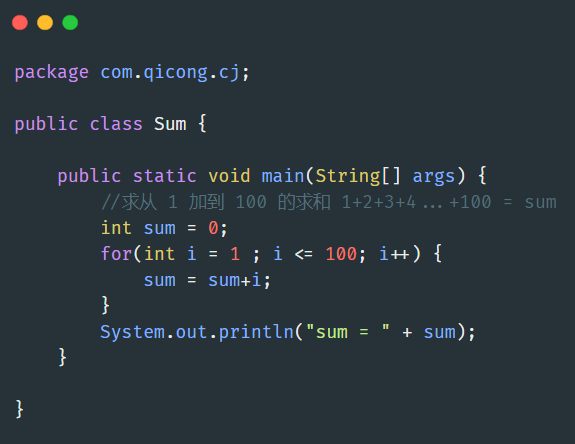 package com.qicong.cj;
public class Sum {
public static void main(String[] args) {
//求从 1 加到 100 的求和 1+2+3+4...+100 = sum
int sum = 0;
for(int i = 1 ; i <= 100; i++) {
sum = sum+i;
}
System.out.println("sum = " + sum);
}
}